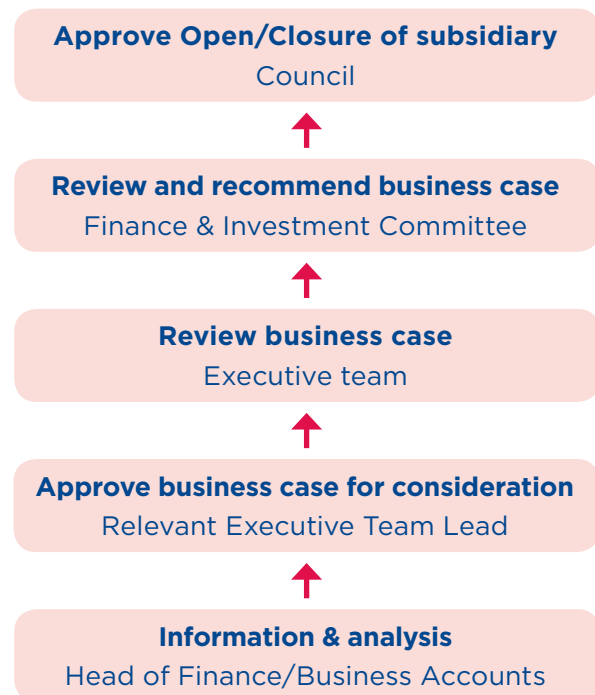 Approve Open/Closure of subsidiary
Council
Review and recommend business case
Finance & Investment Committee
Review business case
Executive team
Approve business case for consideration
Relevant Executive Team Lead
Information & analysis
Head of Finance/Business Accounts